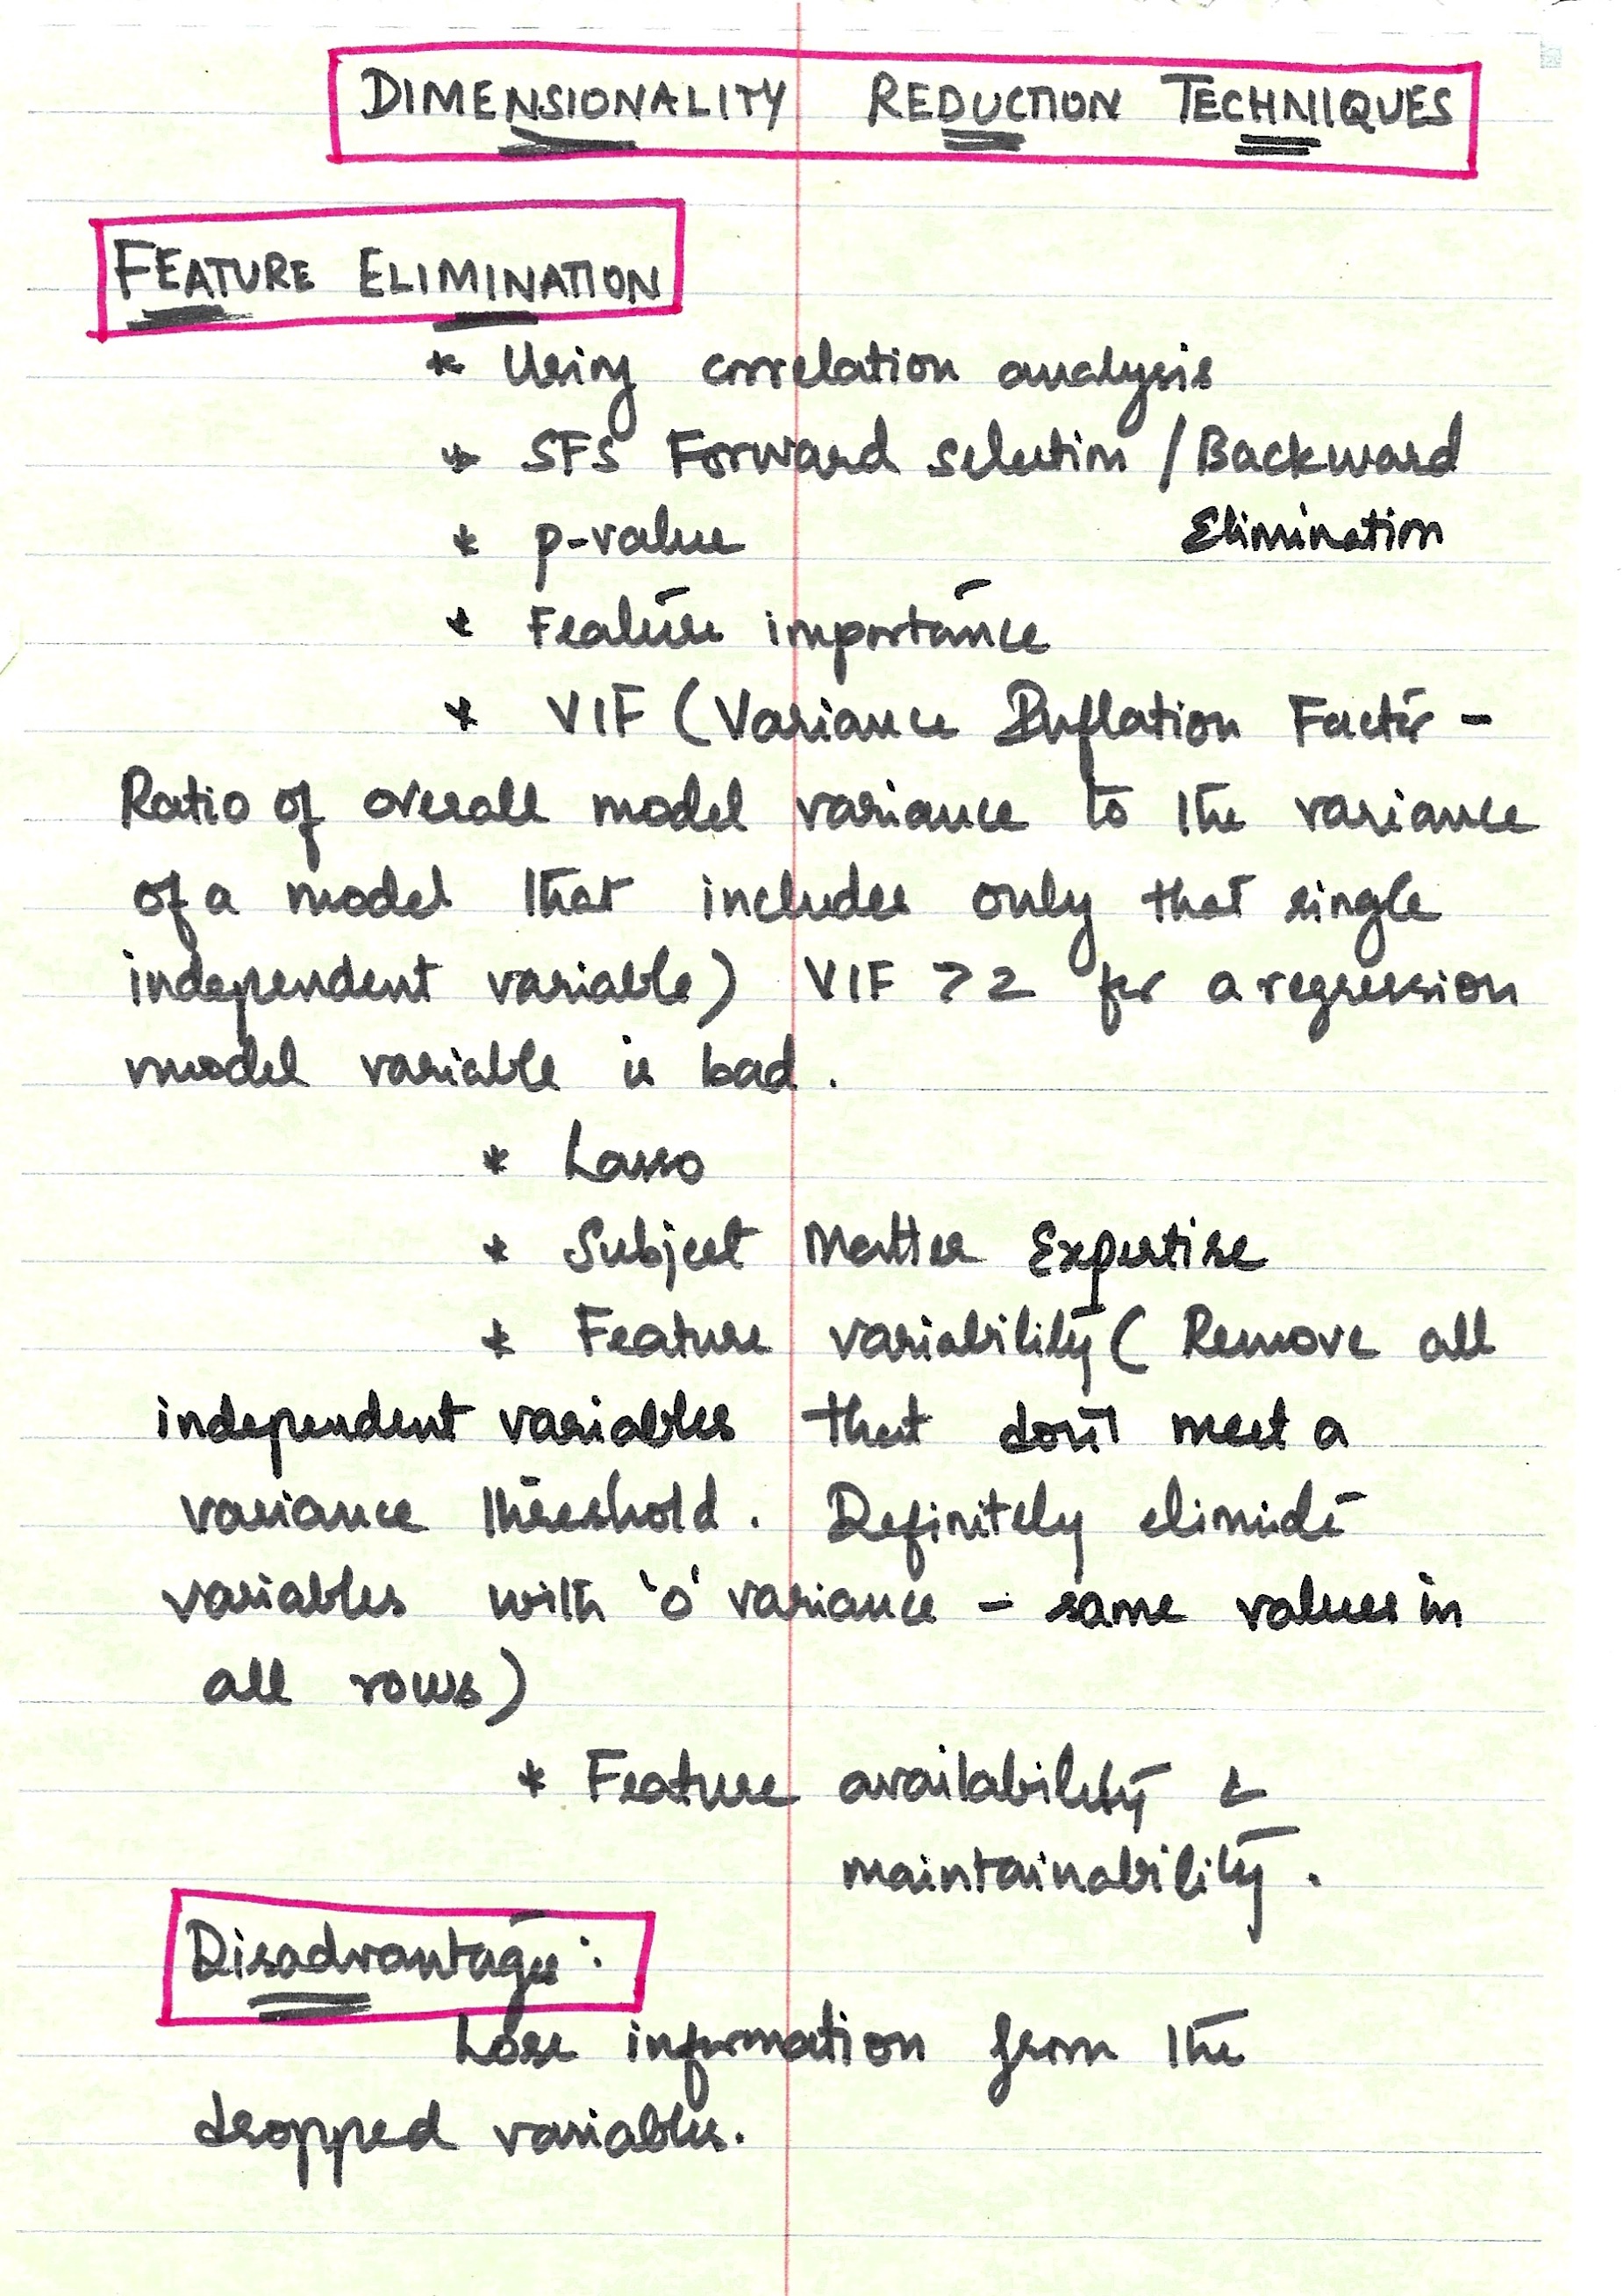 DIMENSIONALITY REDUCTION TECHNIQUES
FEATURE ELIMINATION
* Using correlation analysis
* SFS Forward selection / Backward
Elimination
* p-value
* Feature importance
* VIF (Variance Inflation Factor -
Ratio of overall model variance to the variance
of a model that includes only that single
independent variable) VIF > 2 for a regression
model variable is bad.
* Lasso
* Subject Matter Expertise
* Feature variability ( Remove all
independent variables that don't meet a
variance threshold. Definitely
variables with '0' variance - same values in
all rows)
* Feature availability &
maintainability.
Disadvantage:
Lose information from the
dropped variables.